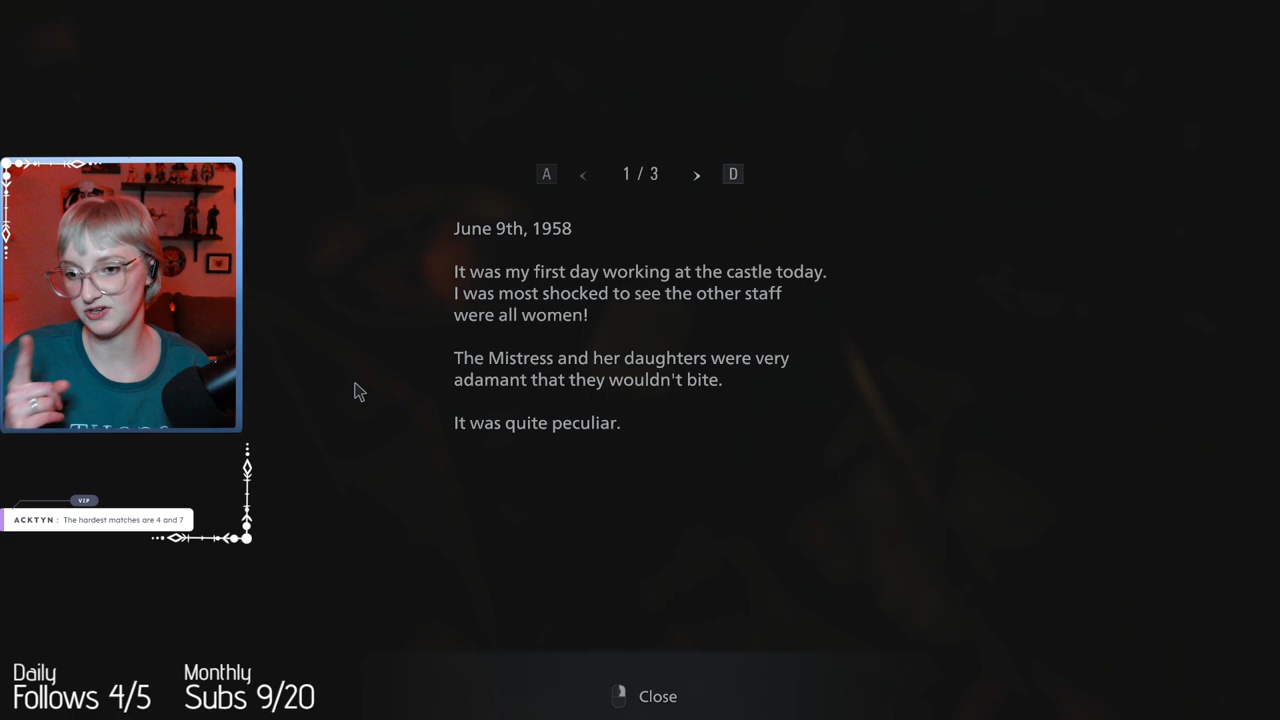 A < 1 / 3 > D
June 9th, 1958
It was my first day working at the castle today.
I was most shocked to see the other staff
were all women!
The Mistress and her daughters were very
adamant that they wouldn't bite.
It was quite peculiar.
VIP
ACKTYN : The hardest matches are 4 and 7
Daily
Follows 4/5
Monthly
Subs 9/20
Close